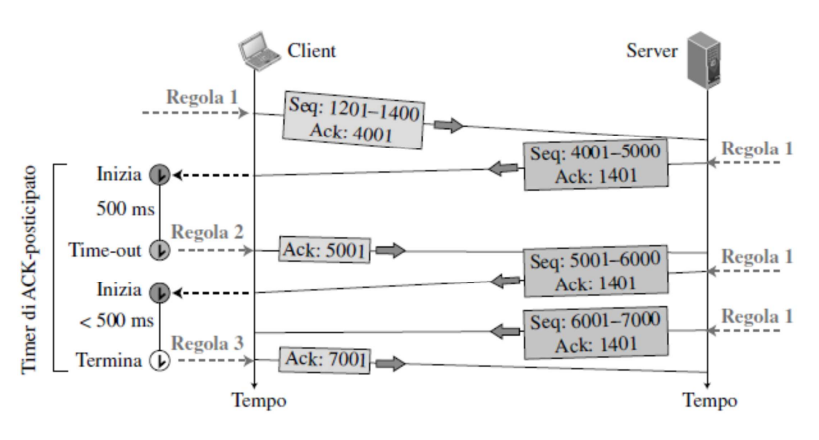 Client
Server
Regola 1
Seq: 1201–1400
Ack: 4001
Seq: 4001–5000
Ack: 1401
Regola 1
Timer di ACK-posticipato
Inizia
500 ms
Time-out
Regola 2
Ack: 5001
Seq: 5001–6000
Ack: 1401
Regola 1
Inizia
< 500 ms
Termina
Seq: 6001–7000
Ack: 1401
Regola 1
Regola 3
Ack: 7001
Tempo
Tempo